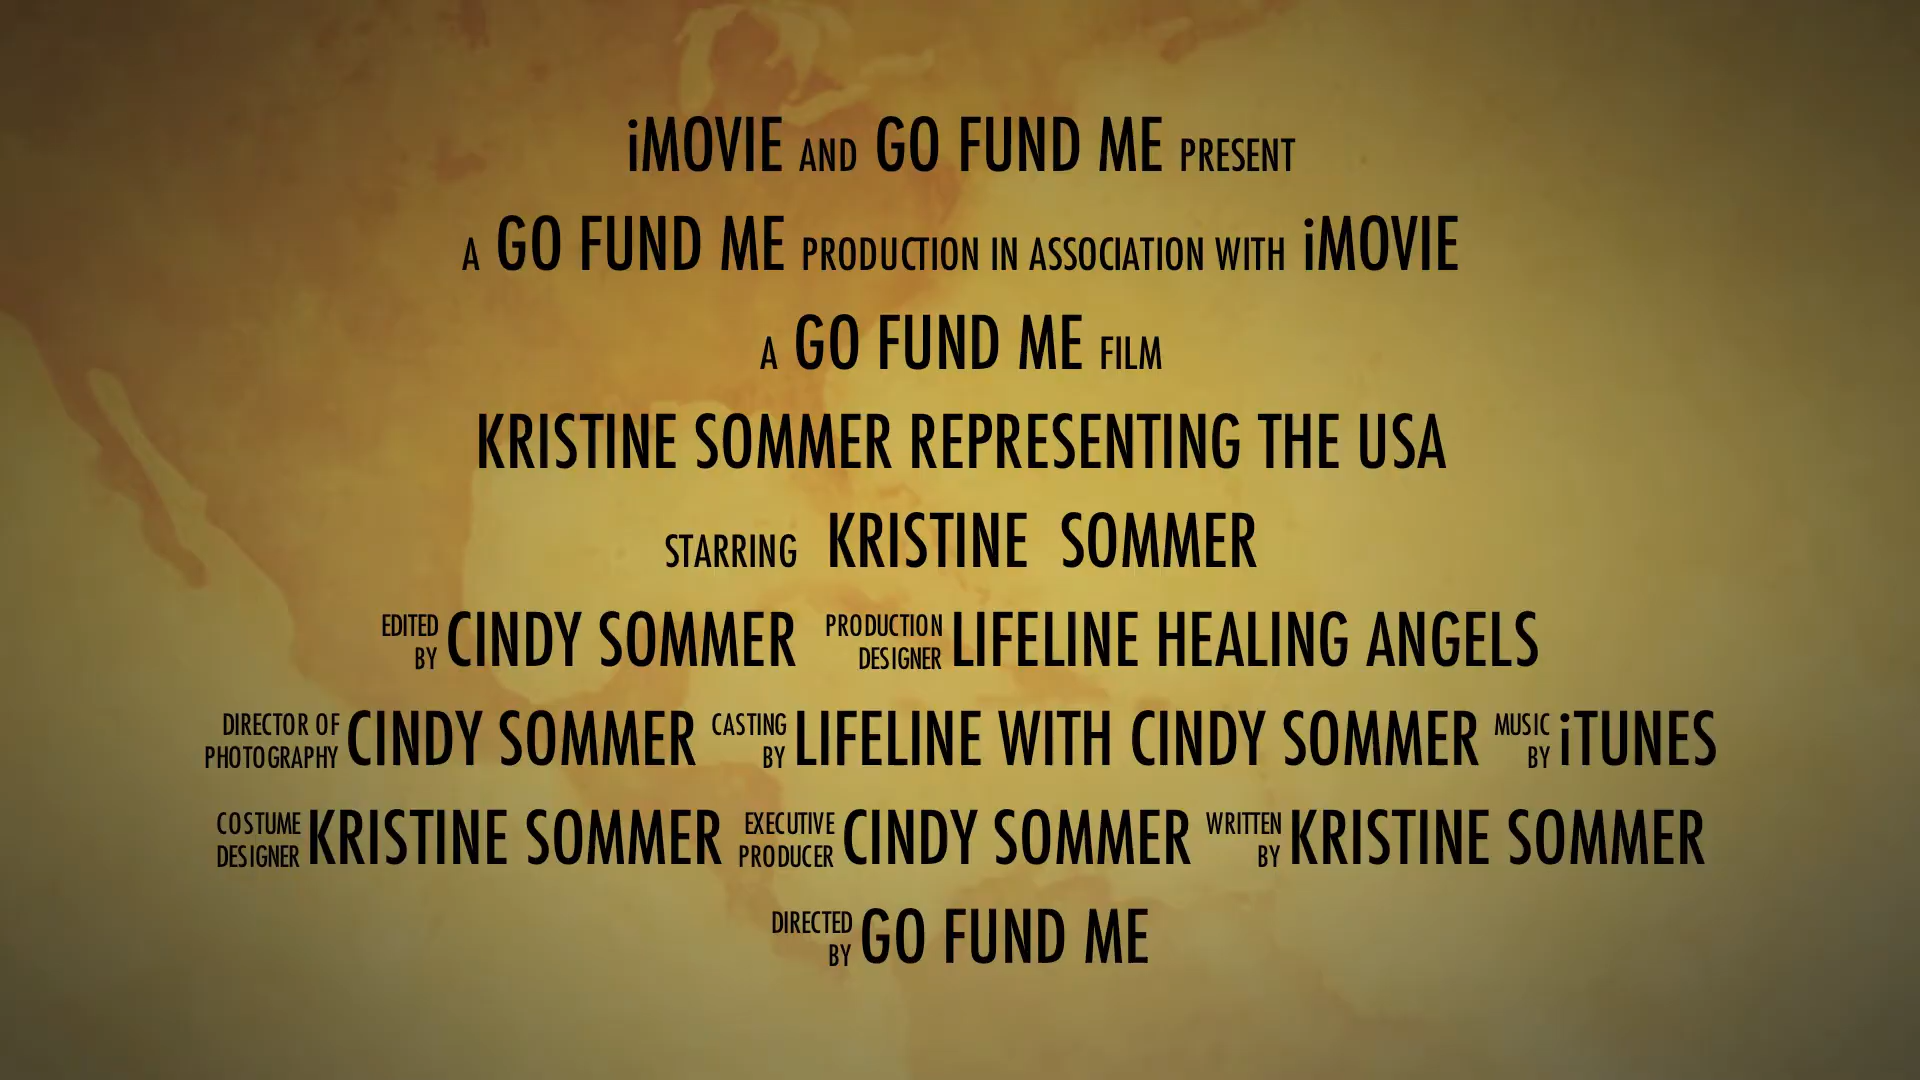 iMOVIE AND GO FUND ME PRESENT
A GO FUND ME PRODUCTION IN ASSOCIATION WITH iMOVIE
A GO FUND ME FILM
KRISTINE SOMMER REPRESENTING THE USA
STARRING KRISTINE SOMMER
EDITED BY CINDY SOMMER PRODUCTION DESIGNER LIFELINE HEALING ANGELS
DIRECTOR OF PHOTOGRAPHY CINDY SOMMER CASTING BY LIFELINE WITH CINDY SOMMER MUSIC BY iTUNES
COSTUME DESIGNER KRISTINE SOMMER EXECUTIVE PRODUCER CINDY SOMMER WRITTEN BY KRISTINE SOMMER
DIRECTED BY GO FUND ME